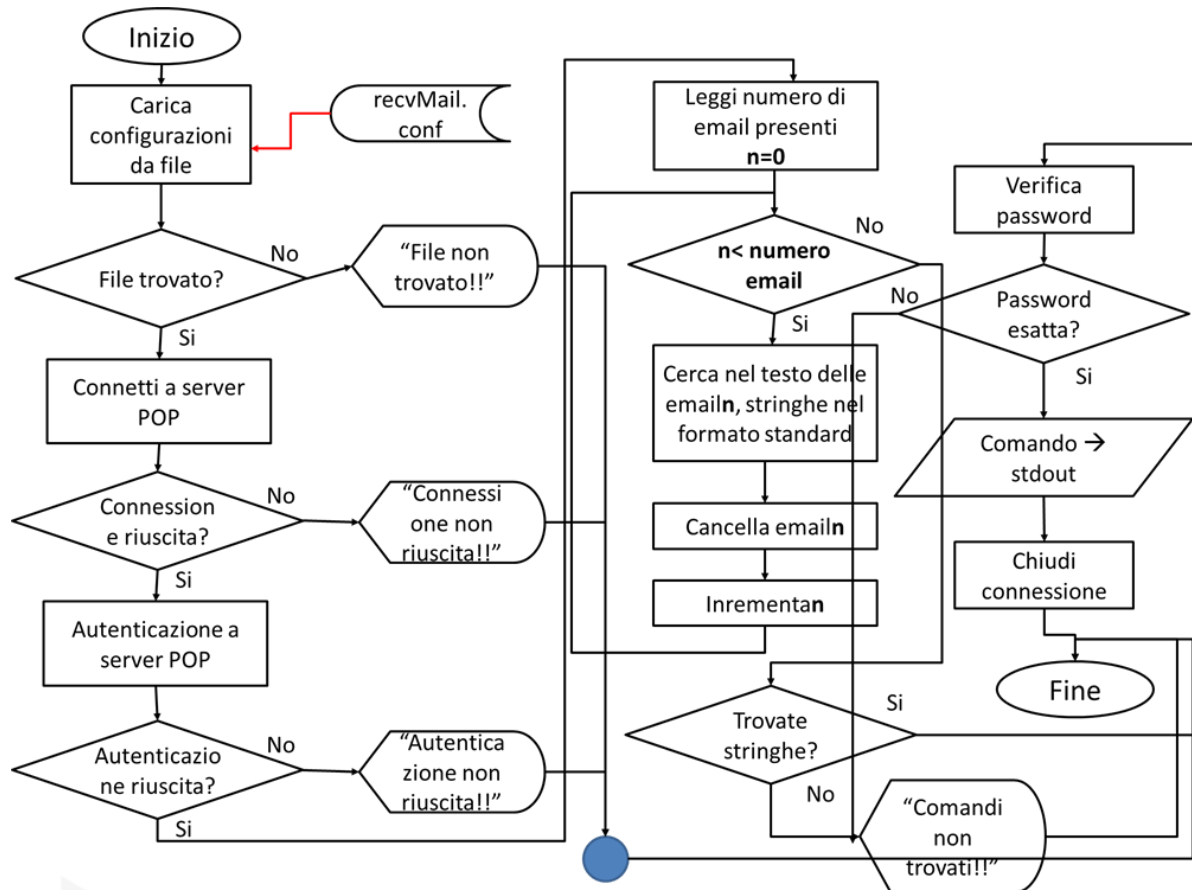 Inizio
Carica
configurazioni
da file
recvMail.
conf
File trovato?
No
“File non
trovato!!”
Si
Connetti a server
POP
Connession
e riuscita?
No
“Connessi
one non
riuscita!!”
Si
Autenticazione a
server POP
Autenticazio
ne riuscita?
No
“Autentica
zione non
riuscita!!”
Si
Leggi numero di
email presenti
n=0
n< numero
email
No
Si
Cerca nel testo delle
emailn, stringhe nel
formato standard
Cancella emailn
Inrementan
Trovate
stringhe?
Si
No
“Comandi
non
trovati!!”
Verifica
password
Password
esatta?
No
Si
Comando →
stdout
Chiudi
connessione
Fine